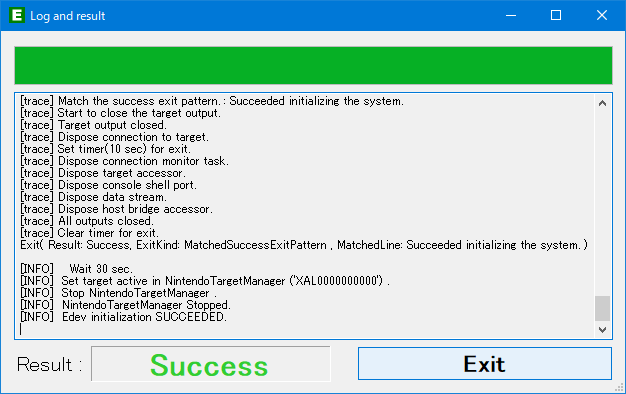 E Log and result
[trace] Match the success exit pattern. : Succeeded initializing the system.
[trace] Start to close the target output.
[trace] Target output closed.
[trace] Dispose connection to target.
[trace] Set timer(10 sec) for exit.
[trace] Dispose connection monitor task.
[trace] Dispose target accessor.
[trace] Dispose console shell port.
[trace] Dispose data stream.
[trace] Dispose host bridge accessor.
[trace] All outputs closed.
[trace] Clear timer for exit.
Exit( Result: Success, ExitKind: MatchedSuccessExitPattern , MatchedLine: Succeeded initializing the system. )
[INFO] Wait 30 sec.
[INFO] Set target active in NintendoTargetManager ('XAL0000000000') .
[INFO] Stop NintendoTargetManager .
[INFO] NintendoTargetManager Stopped.
[INFO] Edev initialization SUCCEEDED.
Result : Success Exit